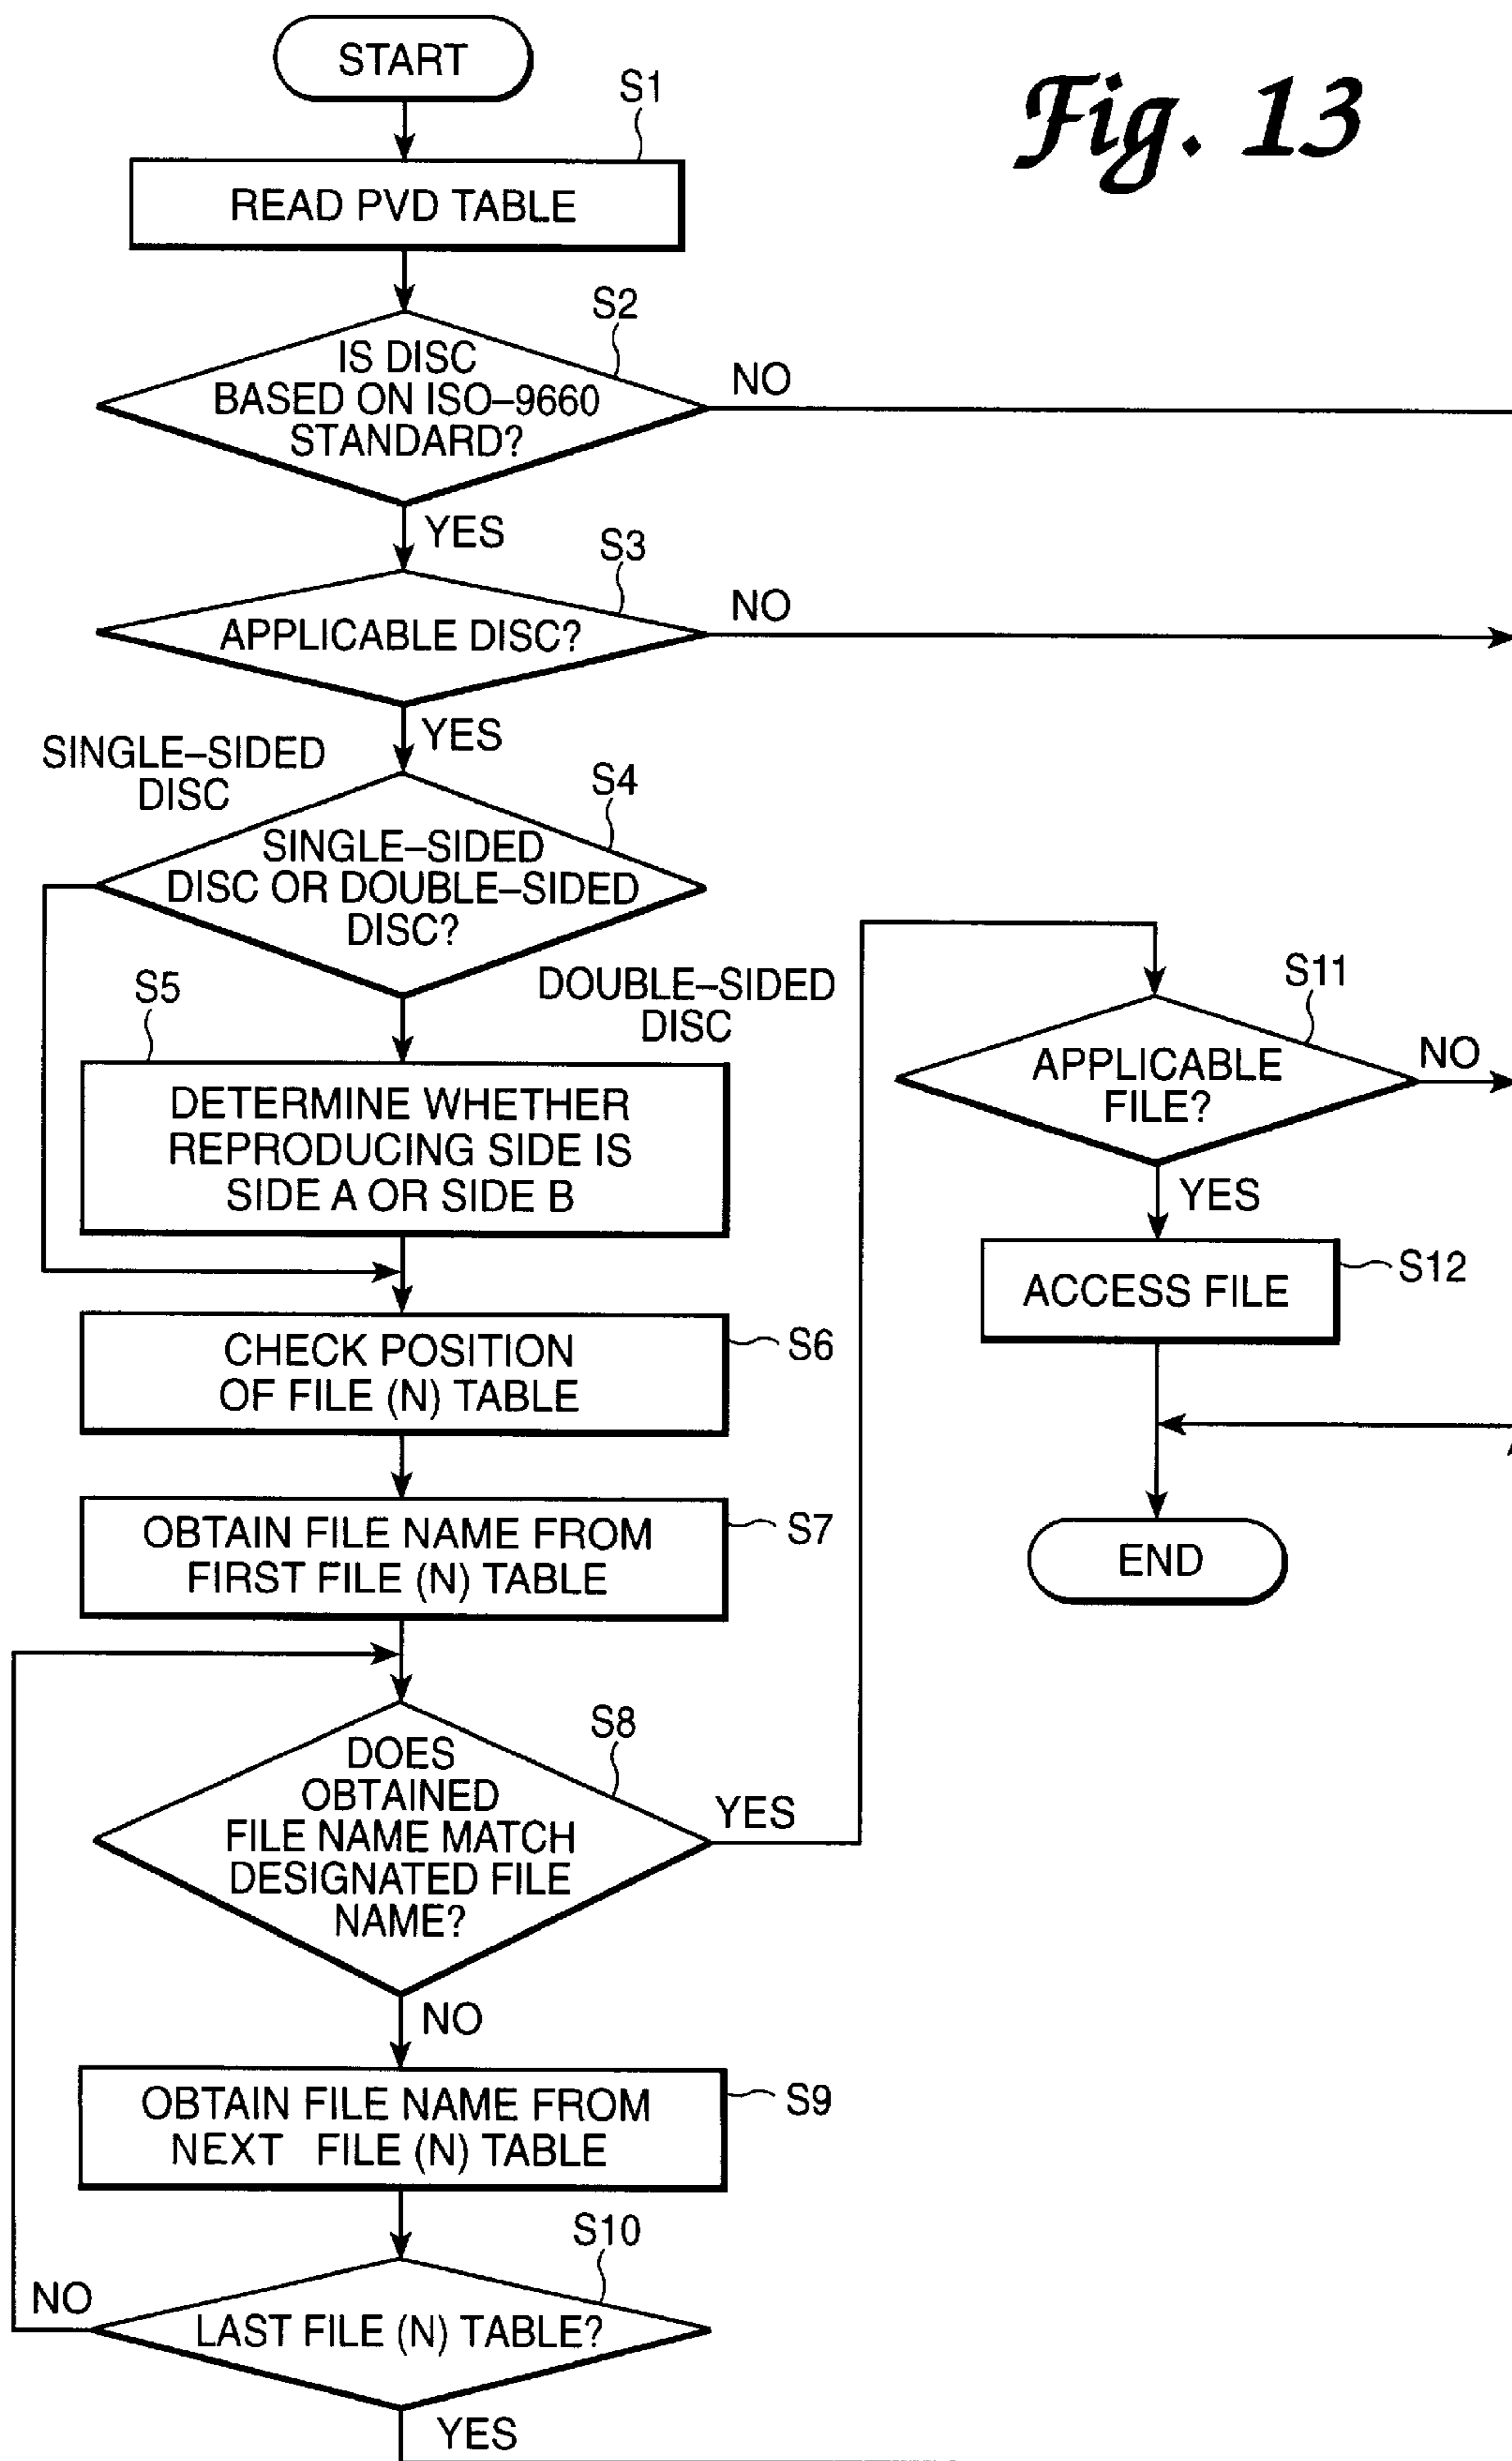 Fig. 13
START
S1
READ PVD TABLE
S2
IS DISC
BASED ON ISO–9660
STANDARD?
NO
YES
S3
APPLICABLE DISC?
NO
YES
SINGLE–SIDED
DISC
S4
SINGLE–SIDED
DISC OR DOUBLE–SIDED
DISC?
DOUBLE–SIDED
DISC
S5
DETERMINE WHETHER
REPRODUCING SIDE IS
SIDE A OR SIDE B
S6
CHECK POSITION
OF FILE (N) TABLE
S7
OBTAIN FILE NAME FROM
FIRST FILE (N) TABLE
S8
DOES
OBTAINED
FILE NAME MATCH
DESIGNATED FILE
NAME?
YES
NO
S9
OBTAIN FILE NAME FROM
NEXT FILE (N) TABLE
S10
LAST FILE (N) TABLE?
NO
YES
S11
APPLICABLE
FILE?
NO
YES
S12
ACCESS FILE
END